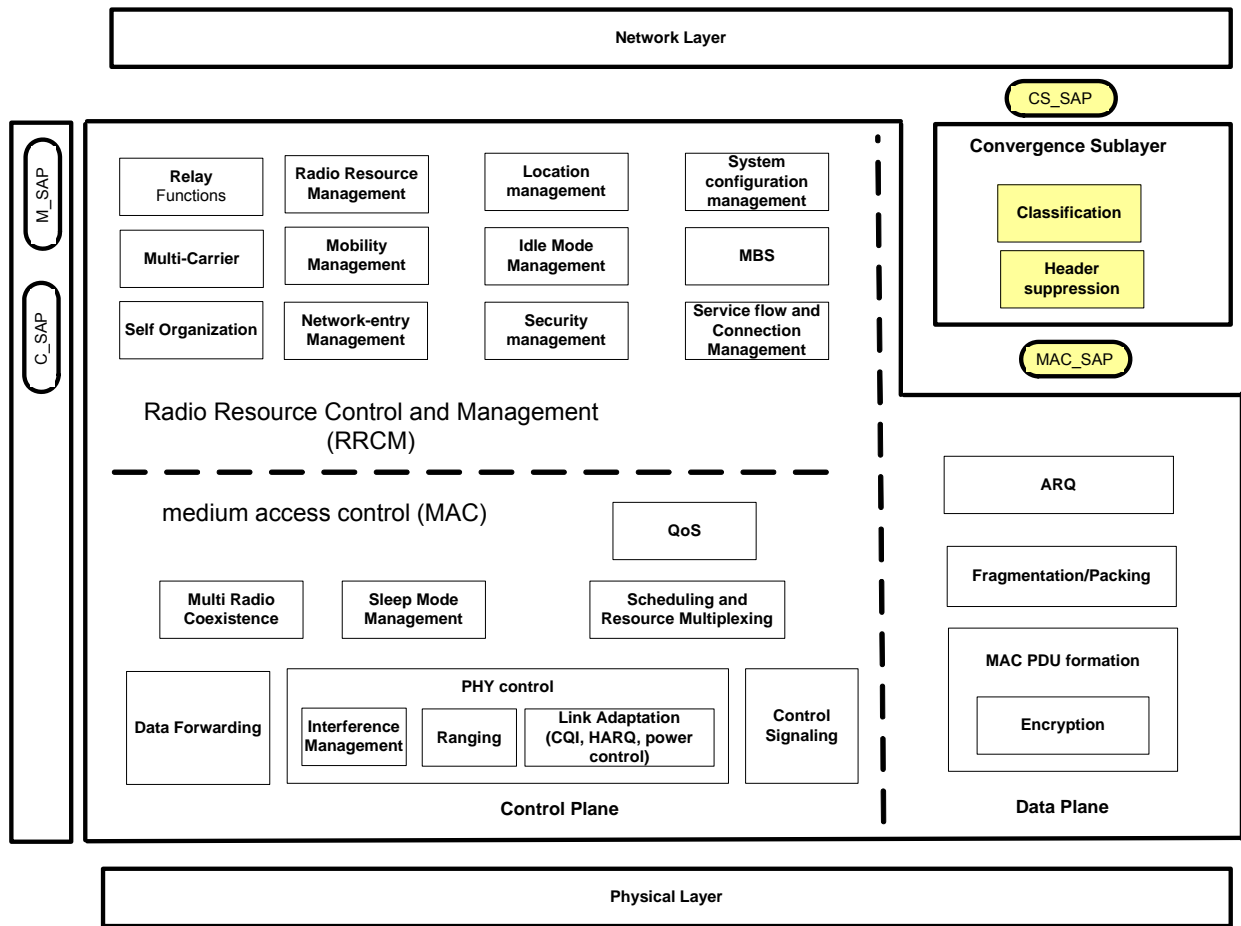 Network Layer
CS_SAP
M_SAP
C_SAP
Relay
Functions
Radio Resource
Management
Location
management
System
configuration
management
Multi-Carrier
Mobility
Management
Idle Mode
Management
MBS
Self Organization
Network-entry
Management
Security
management
Service flow and
Connection
Management
Radio Resource Control and Management
(RRCM)
medium access control (MAC)
QoS
Multi Radio
Coexistence
Sleep Mode
Management
Scheduling and
Resource Multiplexing
Data Forwarding
PHY control
Interference
Management
Ranging
Link Adaptation
(CQI, HARQ, power
control)
Control
Signaling
Control Plane
Convergence Sublayer
Classification
Header
suppression
MAC_SAP
ARQ
Fragmentation/Packing
MAC PDU formation
Encryption
Data Plane
Physical Layer